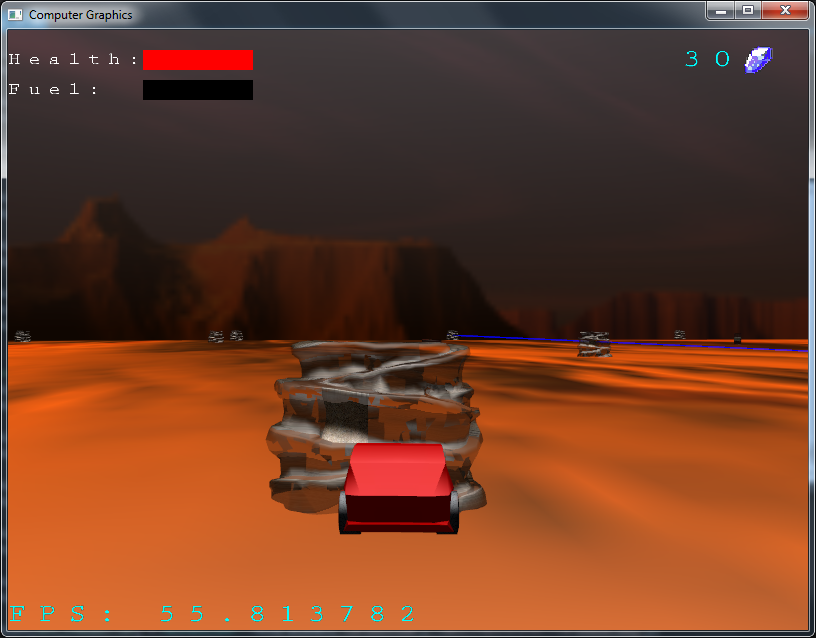 Computer Graphics
Health:
30
Fuel:
FPS: 55.813782